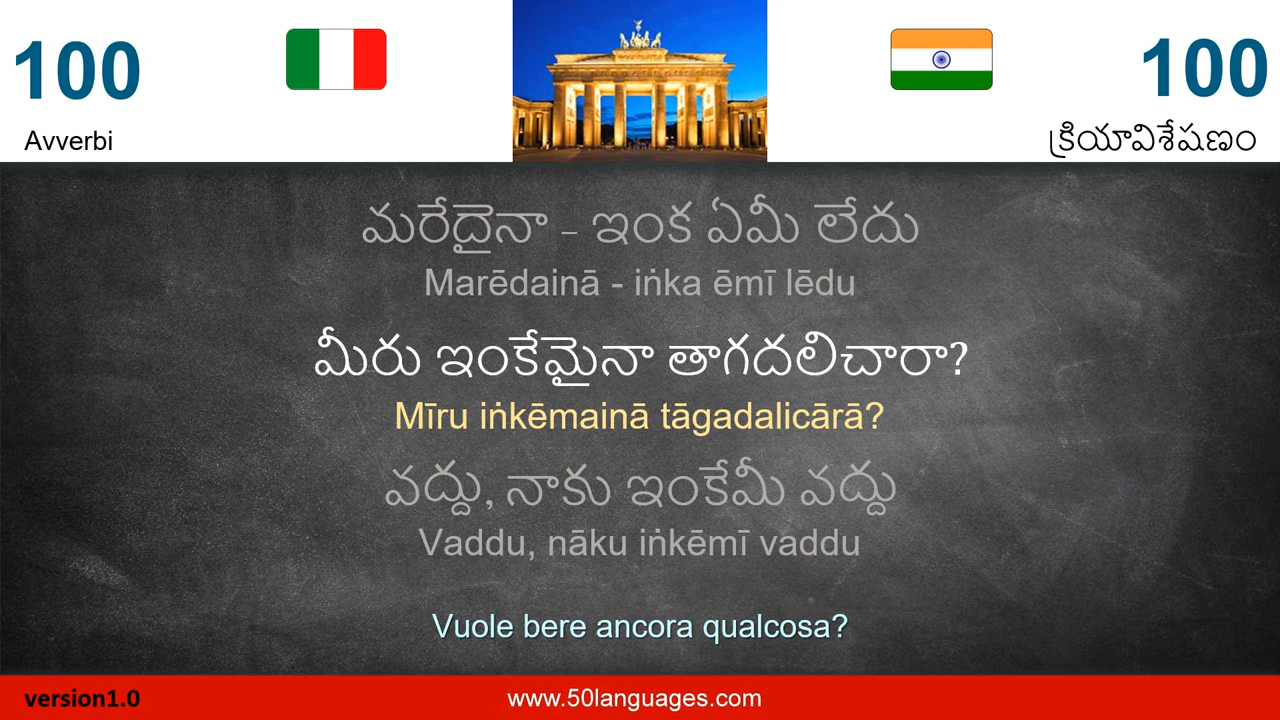 100
100
Avverbi
క్రియావిశేషణం
మరేదైనా – ఇంక ఏమీ లేదు
Marēdainā - iṅka ēmī lēdu
మీరు ఇంకేమైనా తాగదలిచారా?
Mīru iṅkēmainā tāgadalicārā?
వద్దు, నాకు ఇంకేమీ వద్దు
Vaddu, nāku iṅkēmī vaddu
Vuole bere ancora qualcosa?
version1.0
www.50languages.com